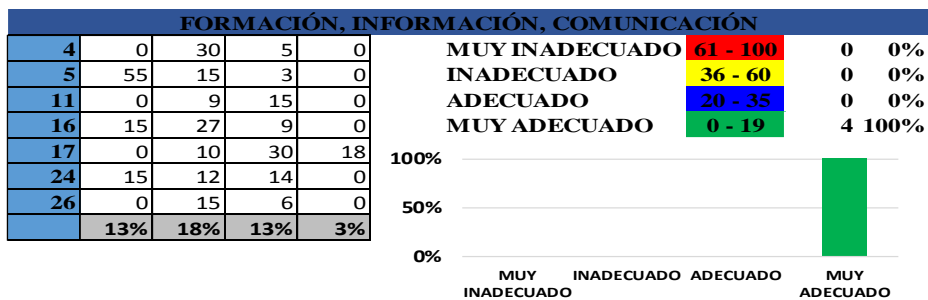 FORMACIÓN, INFORMACIÓN, COMUNICACIÓN
4 0 30 5 0 MUY INADECUADO 61 - 100 0 0%
5 55 15 3 0 INADECUADO 36 - 60 0 0%
11 0 9 15 0 ADECUADO 20 - 35 0 0%
16 15 27 9 0 MUY ADECUADO 0 - 19 4 100%
17 0 10 30 18
24 15 12 14 0
26 0 15 6 0
13% 18% 13% 3%
100%
50%
0%
MUY INADECUADO
INADECUADO
ADECUADO
MUY ADECUADO